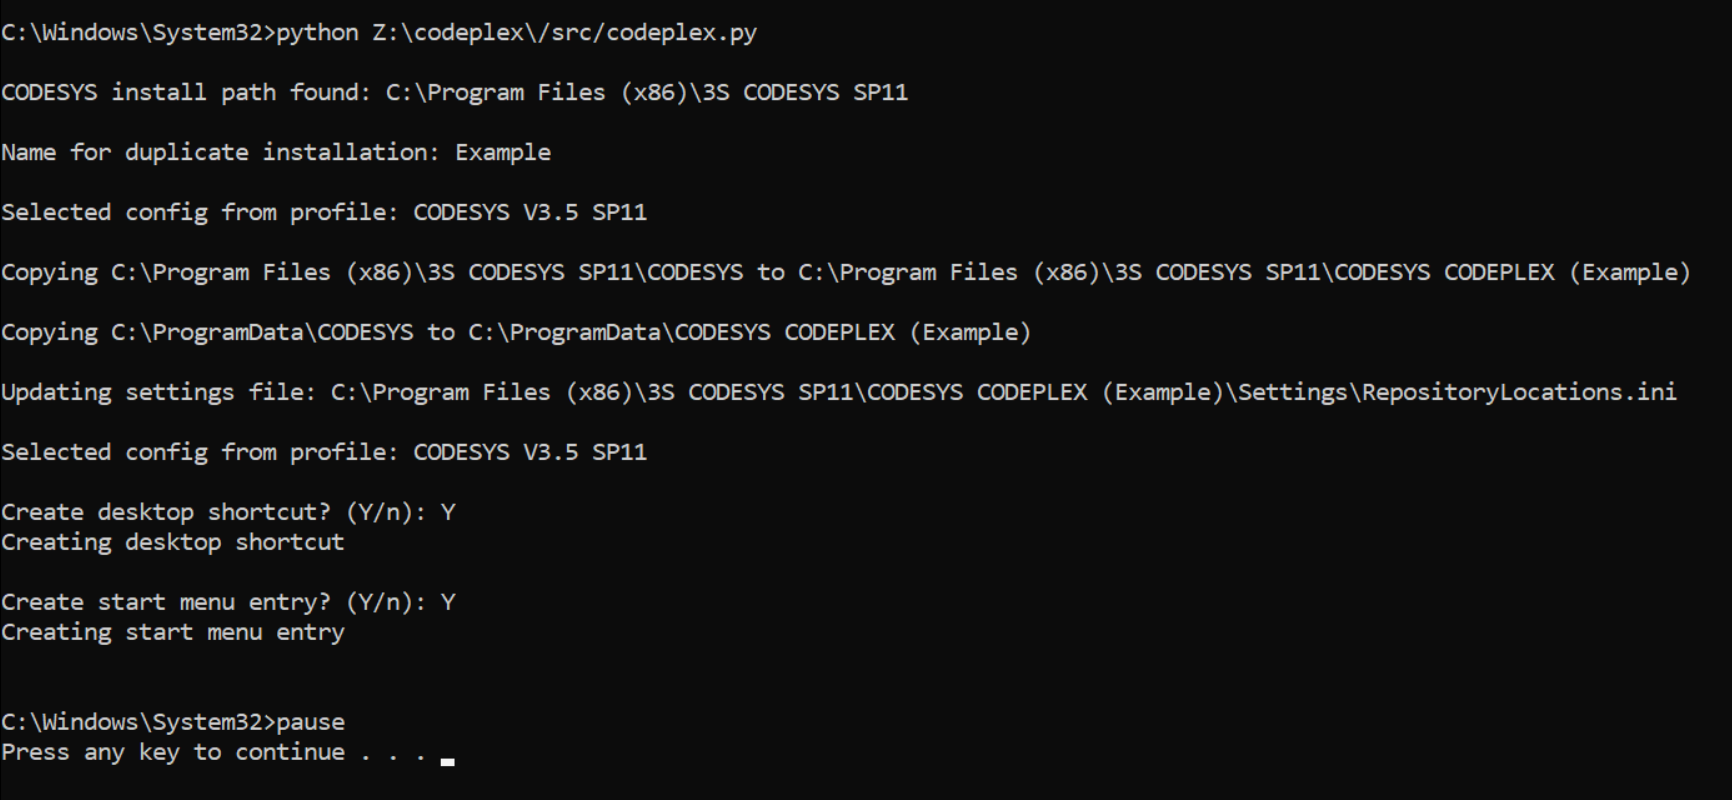 C:\Windows\System32>python Z:\codeplex\/src/codeplex.py
CODESYS install path found: C:\Program Files (x86)\3S CODESYS SP11
Name for duplicate installation: Example
Selected config from profile: CODESYS V3.5 SP11
Copying C:\Program Files (x86)\3S CODESYS SP11\CODESYS to C:\Program Files (x86)\3S CODESYS SP11\CODESYS CODEPLEX (Example)
Copying C:\ProgramData\CODESYS to C:\ProgramData\CODESYS CODEPLEX (Example)
Updating settings file: C:\Program Files (x86)\3S CODESYS SP11\CODESYS CODEPLEX (Example)\Settings\RepositoryLocations.ini
Selected config from profile: CODESYS V3.5 SP11
Create desktop shortcut? (Y/n): Y
Creating desktop shortcut
Create start menu entry? (Y/n): Y
Creating start menu entry
C:\Windows\System32>pause
Press any key to continue . . .